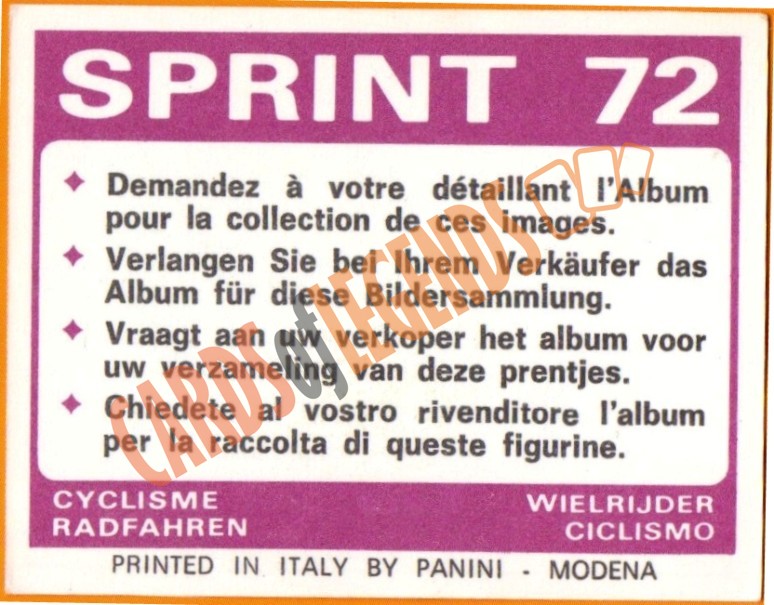 SPRINT 72
Demandez à votre détaillant l'Album
pour la collection de ces images.
Verlangen Sie bei Ihrem Verkäufer das
Album für diese Bildersammlung.
Vraagt aan uw verkoper het album voor
uw verzameling van deze prentjes.
Chiedete al vostro rivenditore l'album
per la raccolta di queste figurine.
CARDS of LEGENDS
CYCLISME WIELRIJDER
RADFAHREN CICLISMO
PRINTED IN ITALY BY PANINI - MODENA